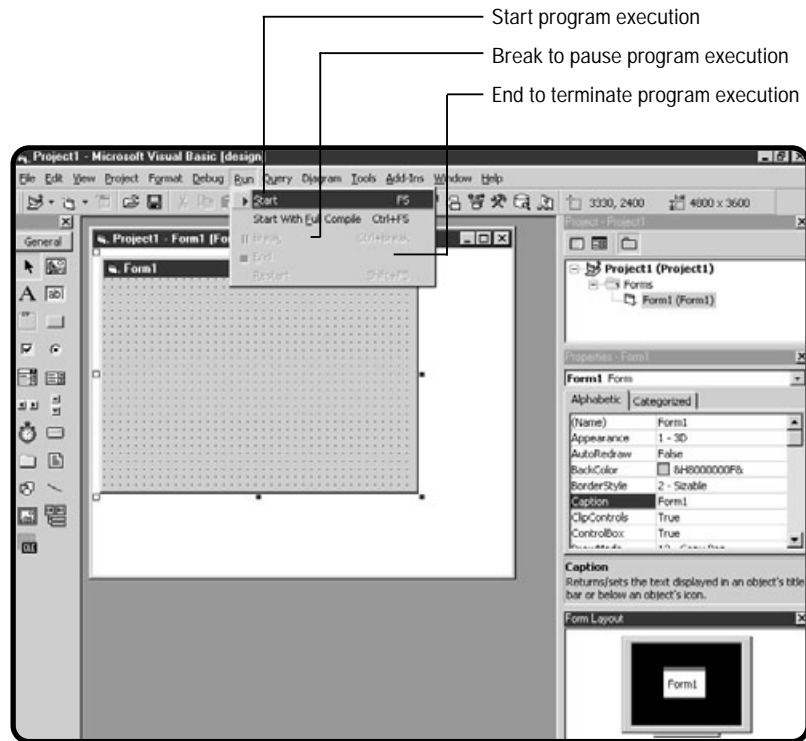 Start program execution
Break to pause program execution
End to terminate program execution
Project1 - Microsoft Visual Basic [design]
File Edit View Project Format Debug Run Query Diagram Tools Add-Ins Window Help
3330, 2400 4800 x 3600
Start F5
Start With Full Compile Ctrl+F5
Break Ctrl+Break
End
Restart Shift+F5
General
Project1 - Form1 [Fo
Form1
Project - Project1
Project1 (Project1)
Forms
Form1 (Form1)
Properties - Form1
Form1 Form
Alphabetic Categorized
(Name) Form1
Appearance 1 - 3D
AutoRedraw False
BackColor &H8000000F&
BorderStyle 2 - Sizable
Caption Form1
ClipControls True
ControlBox True
Caption
Returns/sets the text displayed in an object's title
bar or below an object's icon.
Form Layout
Form1